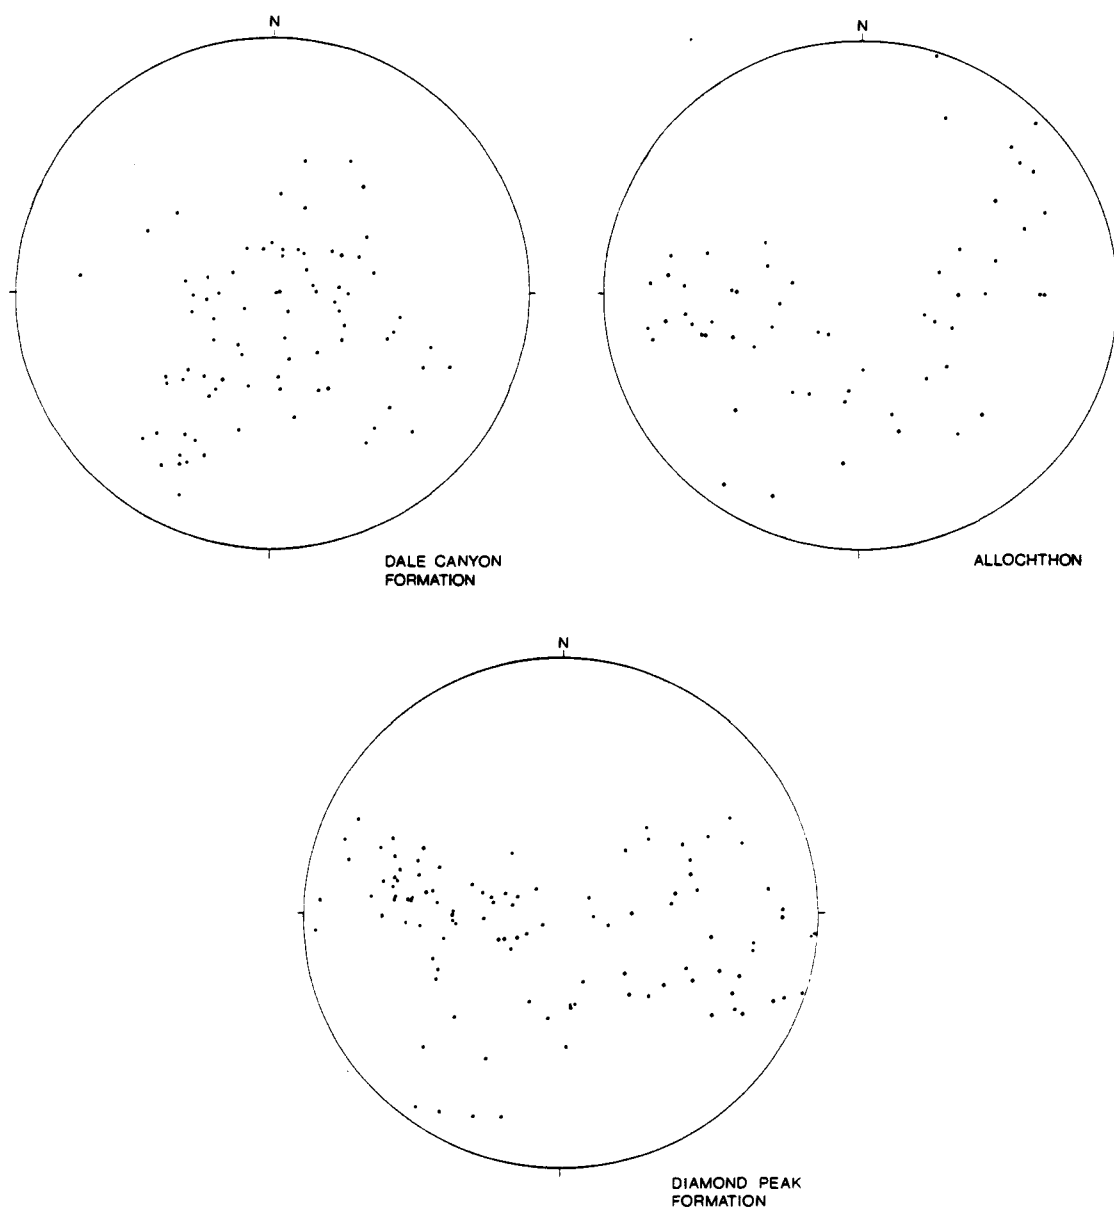 N
N
DALE CANYON
FORMATION
ALLOCHTHON
N
DIAMOND PEAK
FORMATION